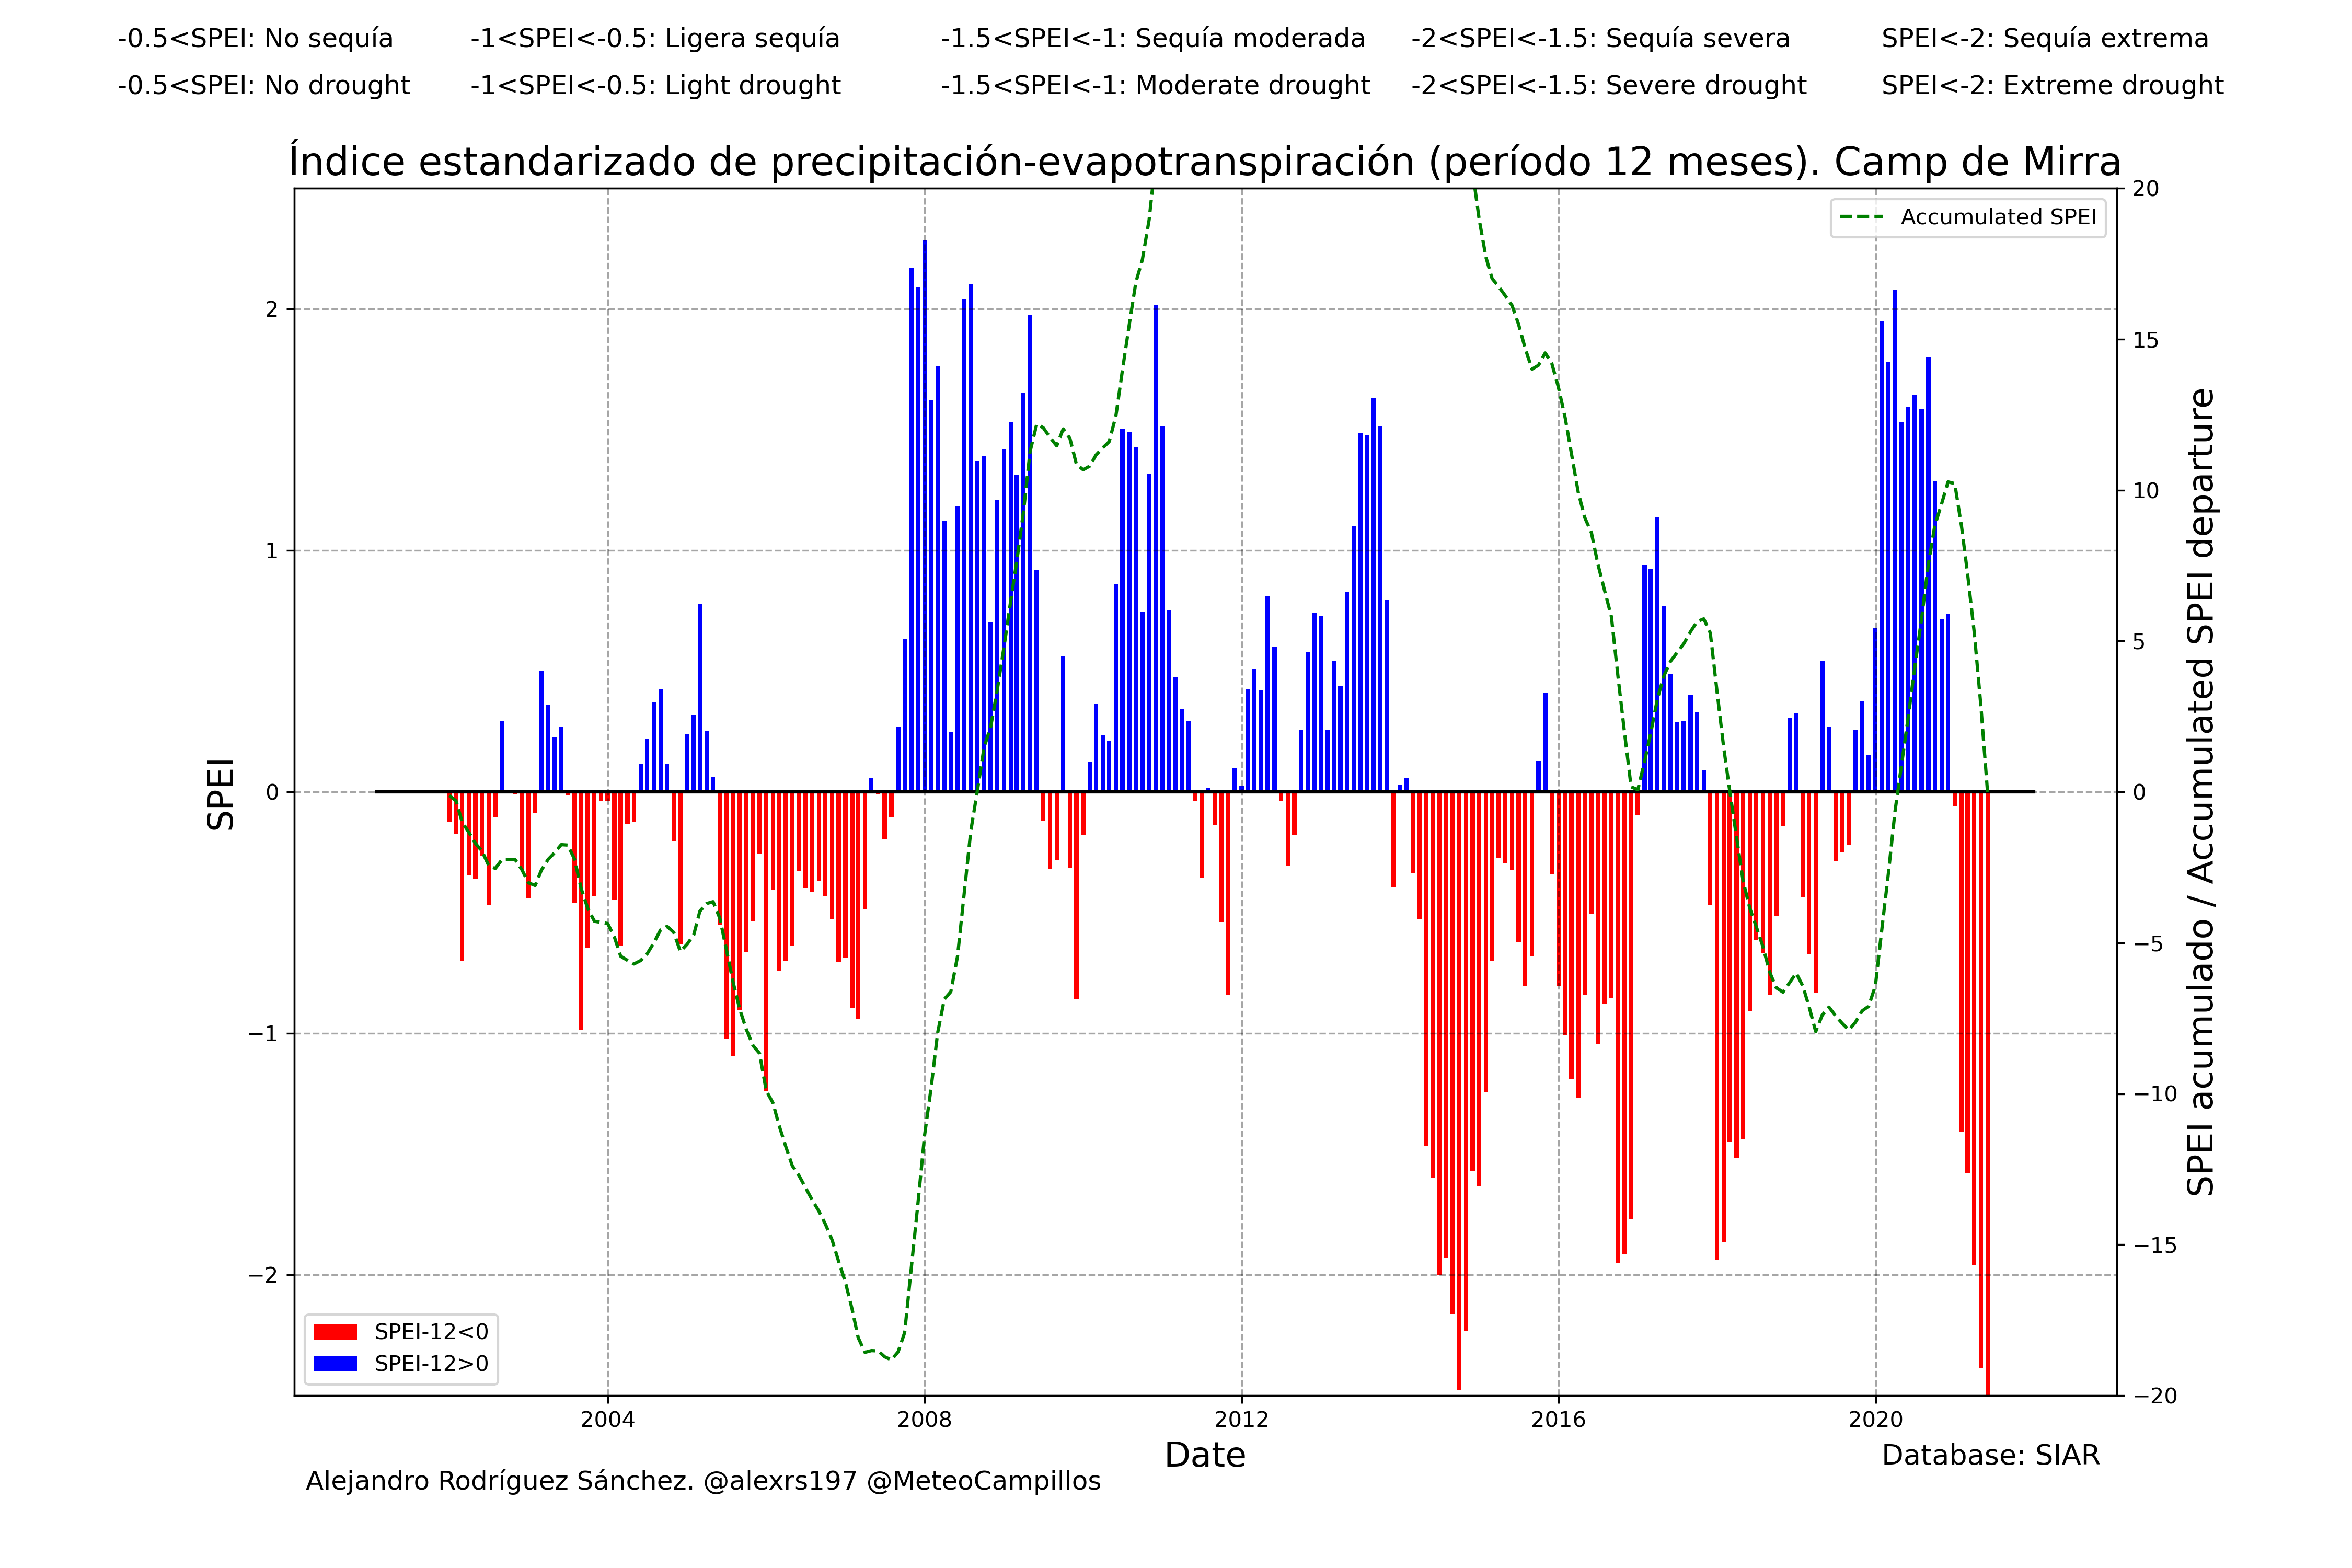 -0.5<SPEI: No sequía -1<SPEI<-0.5: Ligera sequía -1.5<SPEI<-1: Sequía moderada -2<SPEI<-1.5: Sequía severa SPEI<-2: Sequía extrema
-0.5<SPEI: No drought -1<SPEI<-0.5: Light drought -1.5<SPEI<-1: Moderate drought -2<SPEI<-1.5: Severe drought SPEI<-2: Extreme drought
Índice estandarizado de precipitación-evapotranspiración (período 12 meses). Camp de Mirra
Accumulated SPEI
SPEI
2
1
0
−1
−2
20
15
10
5
0
−5
−10
−15
−20
SPEI acumulado / Accumulated SPEI departure
SPEI-12<0
SPEI-12>0
2004 2008 2012 2016 2020
Date
Database: SIAR
Alejandro Rodríguez Sánchez. @alexrs197 @MeteoCampillos